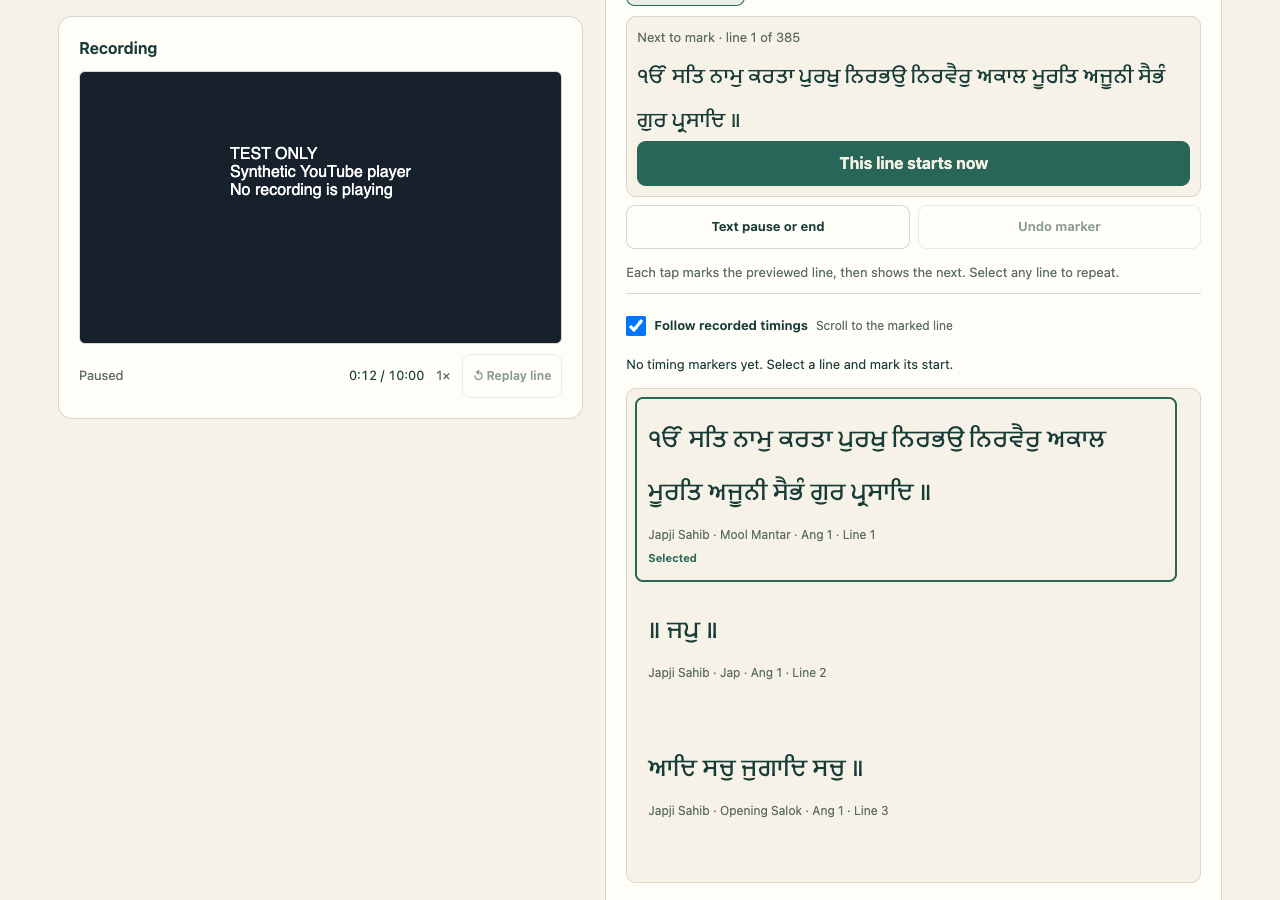 Recording
TEST ONLY
Synthetic YouTube player
No recording is playing
Paused
0:12 / 10:00
1×
↺ Replay line
Next to mark · line 1 of 385
ੴ ਸਤਿ ਨਾਮੁ ਕਰਤਾ ਪੁਰਖੁ ਨਿਰਭਉ ਨਿਰਵੈਰੁ ਅਕਾਲ ਮੂਰਤਿ ਅਜੂਨੀ ਸੈਭੰ
ਗੁਰ ਪ੍ਰਸਾਦਿ ॥
This line starts now
Text pause or end
Undo marker
Each tap marks the previewed line, then shows the next. Select any line to repeat.
Follow recorded timings Scroll to the marked line
No timing markers yet. Select a line and mark its start.
ੴ ਸਤਿ ਨਾਮੁ ਕਰਤਾ ਪੁਰਖੁ ਨਿਰਭਉ ਨਿਰਵੈਰੁ ਅਕਾਲ
ਮੂਰਤਿ ਅਜੂਨੀ ਸੈਭੰ ਗੁਰ ਪ੍ਰਸਾਦਿ ॥
Japji Sahib · Mool Mantar · Ang 1 · Line 1
Selected
॥ ਜਪੁ ॥
Japji Sahib · Jap · Ang 1 · Line 2
ਆਦਿ ਸਚੁ ਜੁਗਾਦਿ ਸਚੁ ॥
Japji Sahib · Opening Salok · Ang 1 · Line 3